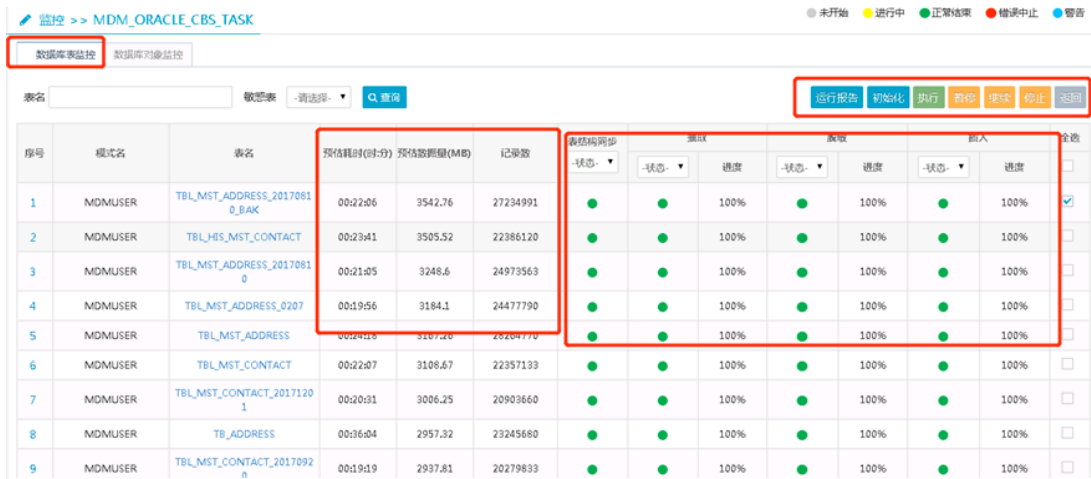 未开始 进行中 正常结束 错误中止 警告
监控 >> MDM_ORACLE_CBS_TASK
数据库表监控 数据库对象监控
表名 敏感表 -请选择- 查询 运行报告 初始化 执行 暂停 继续 停止 返回
序号 模式名 表名 预估耗时(时:分) 预估数据量(MB) 记录数 表结构同步 抽取 脱敏 插入 全选
-状态- -状态- 进度 -状态- 进度 -状态- 进度
1 MDMUSER TBL_MST_ADDRESS_2017081 00:22:06 3542.76 27234991 100% 100% 100%
0_BAK
2 MDMUSER TBL_HIS_MST_CONTACT 00:23:41 3505.52 22386120 100% 100% 100%
3 MDMUSER TBL_MST_ADDRESS_2017081 00:21:05 3248.6 24973563 100% 100% 100%
0
4 MDMUSER TBL_MST_ADDRESS_0207 00:19:56 3184.1 24477790 100% 100% 100%
5 MDMUSER TBL_MST_ADDRESS 100% 100% 100%
6 MDMUSER TBL_MST_CONTACT 00:22:07 3108.67 22357133 100% 100% 100%
7 MDMUSER TBL_MST_CONTACT_2017120 00:20:31 3006.25 20903660 100% 100% 100%
1
8 MDMUSER TB_ADDRESS 00:36:04 2957.32 23245680 100% 100% 100%
9 MDMUSER TBL_MST_CONTACT_2017092 00:19:19 2937.81 20279833 100% 100% 100%